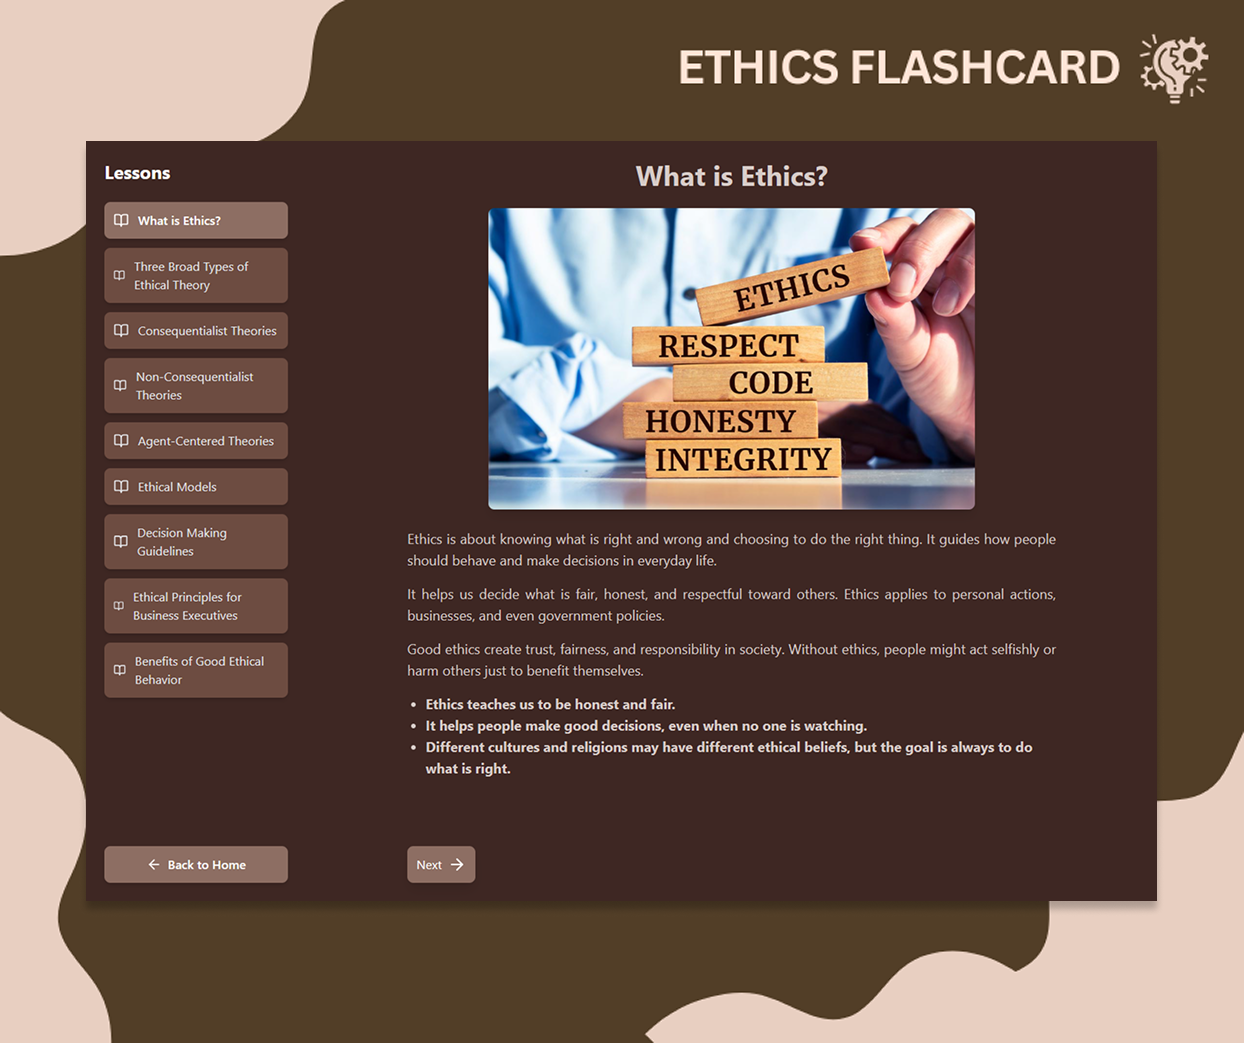 ETHICS FLASHCARD
Lessons
What is Ethics?
Three Broad Types of
Ethical Theory
Consequentialist Theories
Non-Consequentialist
Theories
Agent-Centered Theories
Ethical Models
Decision Making
Guidelines
Ethical Principles for
Business Executives
Benefits of Good Ethical
Behavior
Back to Home
What is Ethics?
ETHICS
RESPECT
CODE
HONESTY
INTEGRITY
Ethics is about knowing what is right and wrong and choosing to do the right thing. It guides how people
should behave and make decisions in everyday life.
It helps us decide what is fair, honest, and respectful toward others. Ethics applies to personal actions,
businesses, and even government policies.
Good ethics create trust, fairness, and responsibility in society. Without ethics, people might act selfishly or
harm others just to benefit themselves.
• Ethics teaches us to be honest and fair.
• It helps people make good decisions, even when no one is watching.
• Different cultures and religions may have different ethical beliefs, but the goal is always to do
what is right.
Next